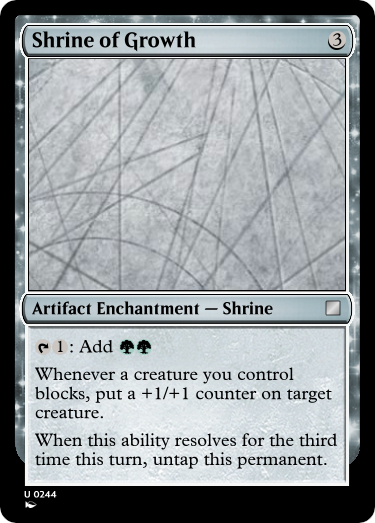 Shrine of Growth 3
Artifact Enchantment — Shrine
1: Add
Whenever a creature you control
blocks, put a +1/+1 counter on target
creature.
When this ability resolves for the third
time this turn, untap this permanent.
U 0244